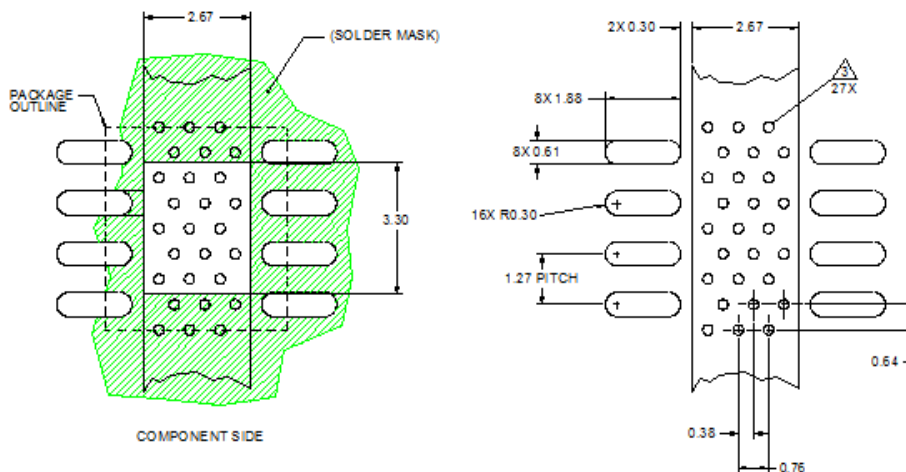 2.67
(SOLDER MASK)
PACKAGE
OUTLINE
3.30
COMPONENT SIDE
2X 0.30
2.67
3
27X
8X 1.88
8X 0.61
16X R0.30
1.27 PITCH
0.64
0.38
0.76